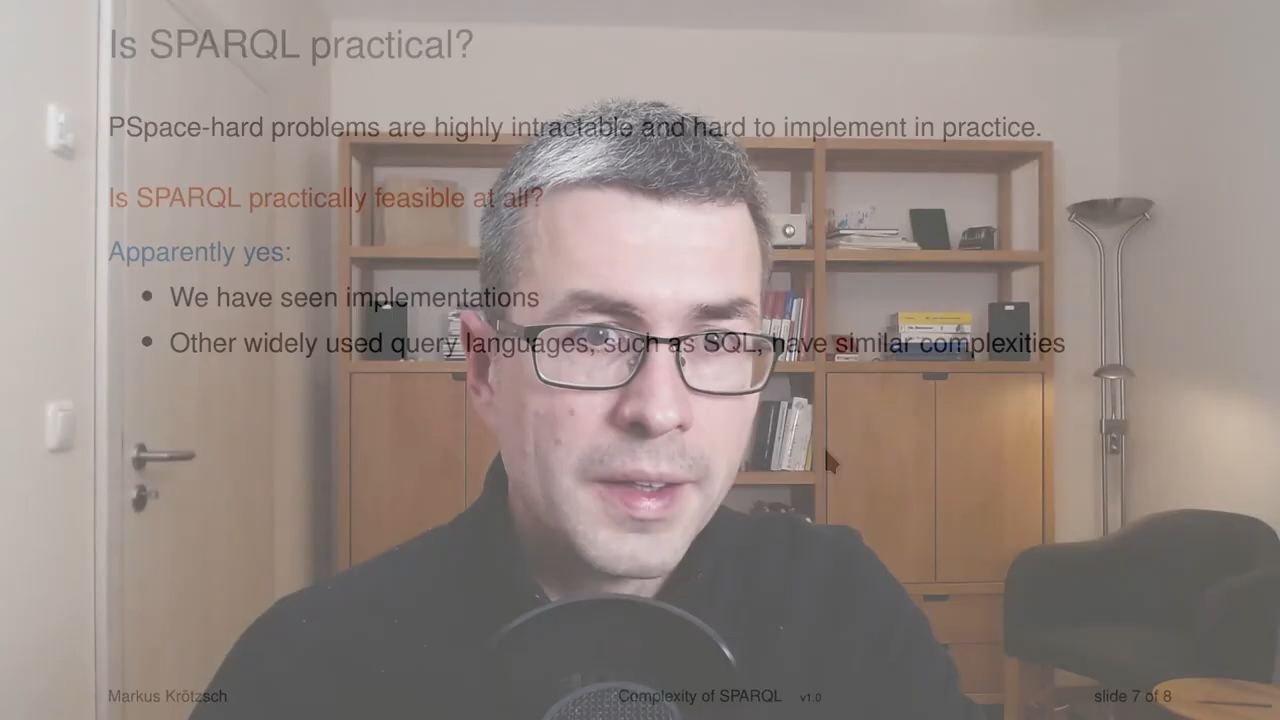 Is SPARQL practical?
PSpace-hard problems are highly intractable and hard to implement in practice.
Is SPARQL practically feasible at all?
Apparently yes:
• We have seen implementations
• Other widely used query languages, such as SQL, have similar complexities
Markus Krötzsch
Complexity of SPARQL v1.0
slide 7 of 8